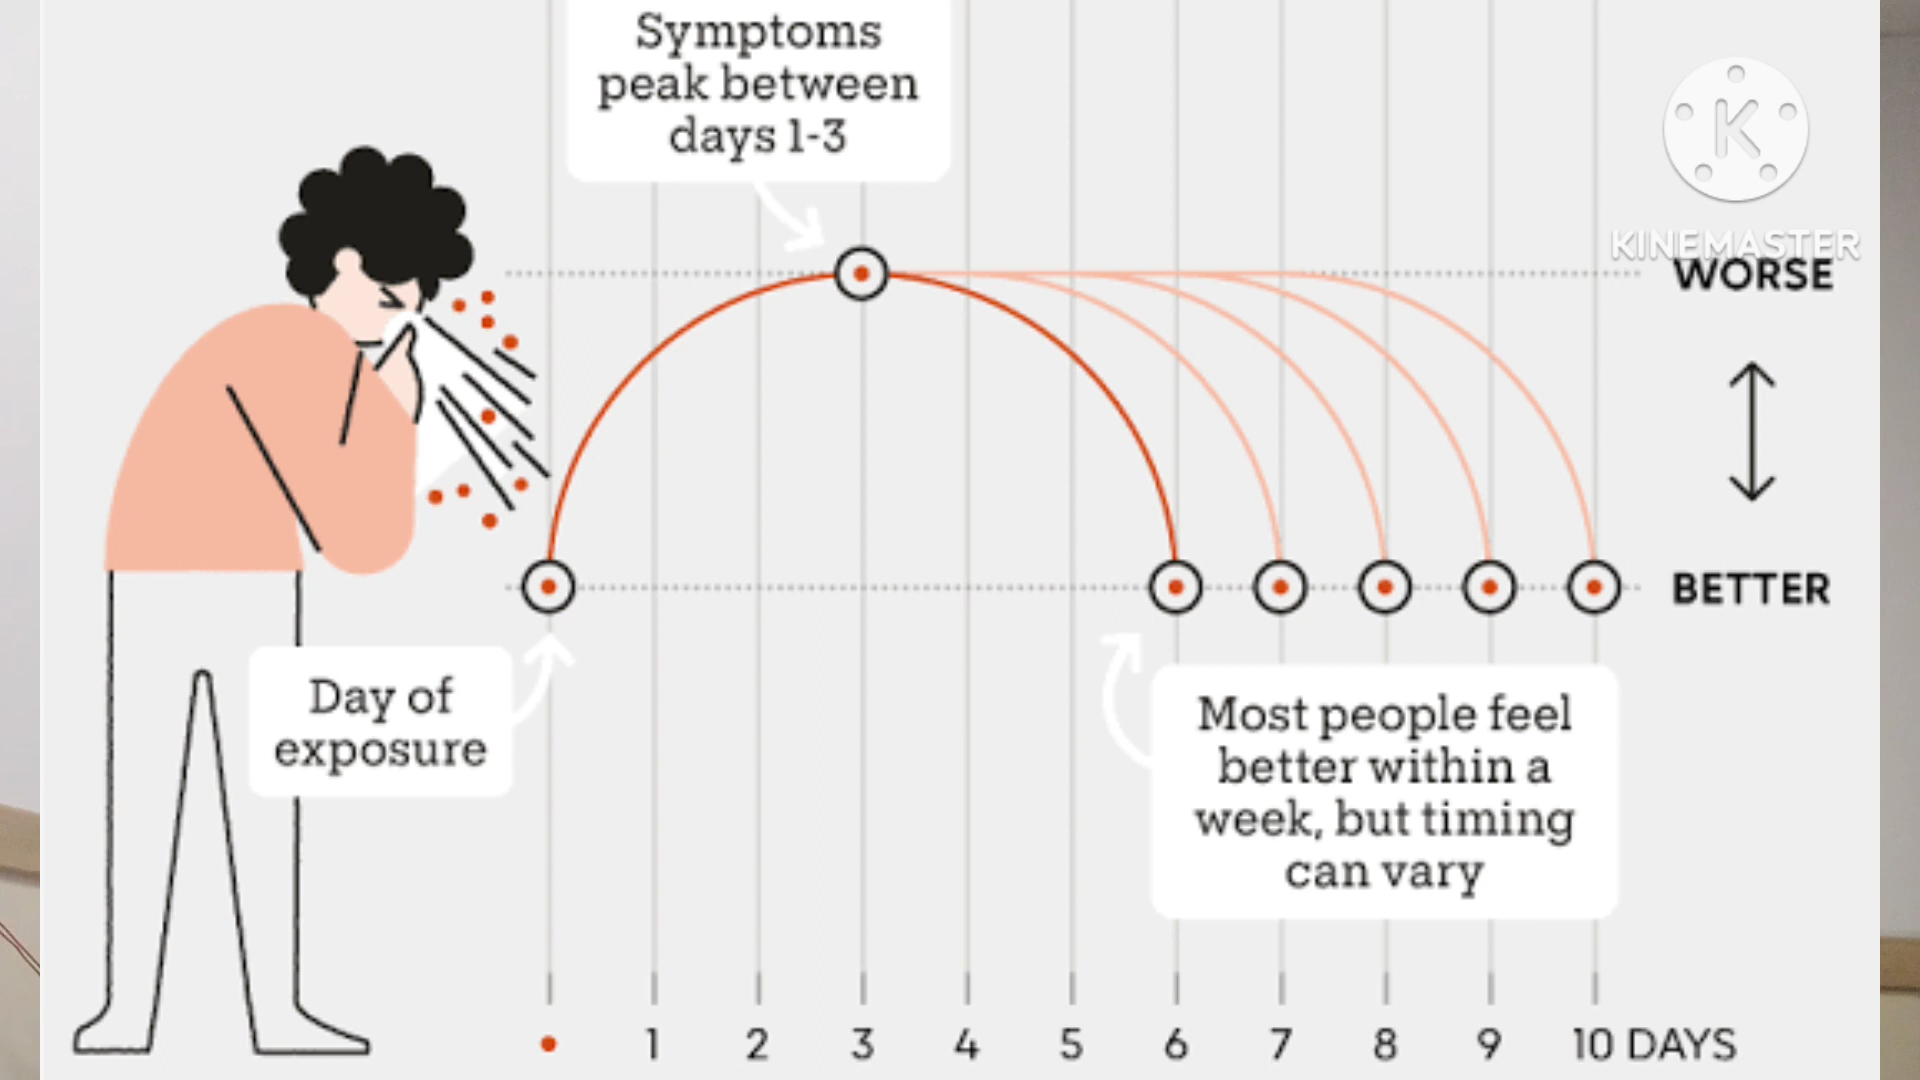 Symptoms
peak between
days 1-3
K
KINEMASTER
WORSE
BETTER
Day of
exposure
Most people feel
better within a
week, but timing
can vary
1 2 3 4 5 6 7 8 9 10 DAYS